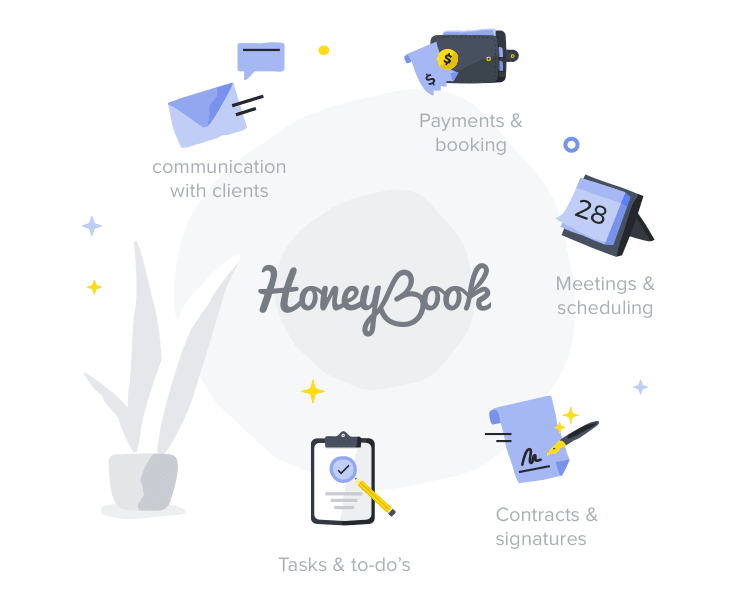 Payments &
booking
communication
with clients
28
Meetings &
scheduling
HoneyBook
Contracts &
signatures
Tasks & to-do's
$
$